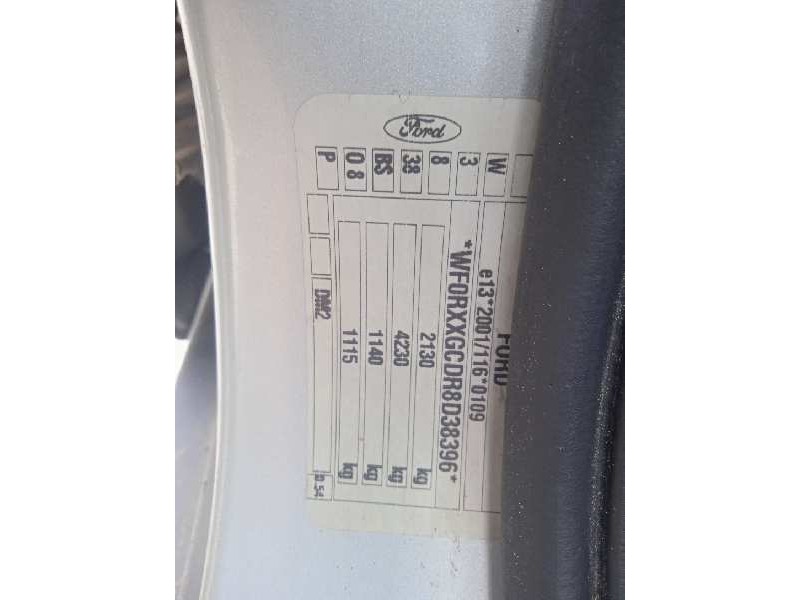 Ford
FORD
e13*2001/116*0109
*WF0RXXGCDR8D38396*
2130 kg
4230 kg
1140 kg
1115 kg
W
3
8
38
BS
O 8
P
DM2
B.54